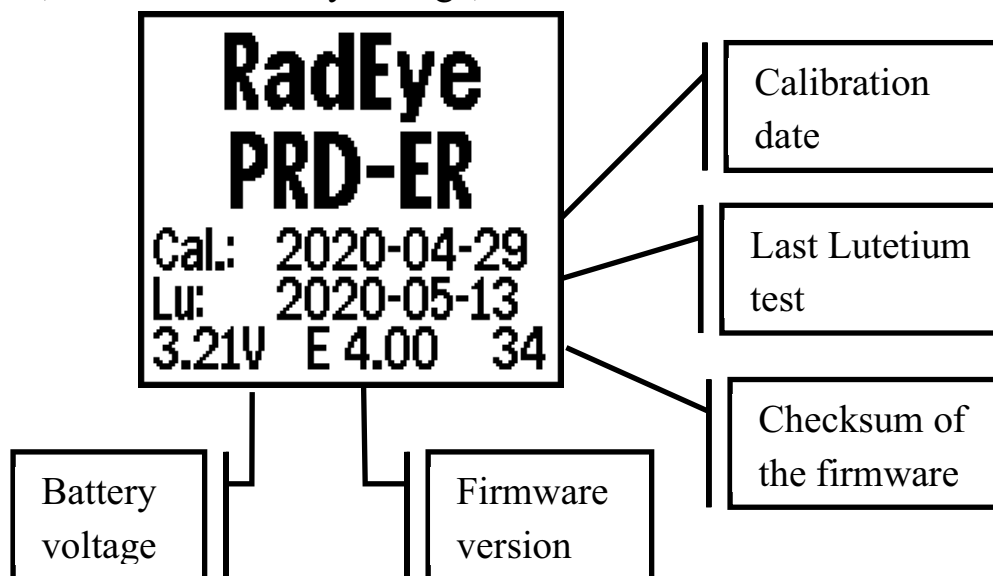 RadEye
PRD-ER
Cal.: 2020-04-29
Lu: 2020-05-13
3.21V E 4.00 34
Calibration
date
Last Lutetium
test
Checksum of
the firmware
Battery
voltage
Firmware
version